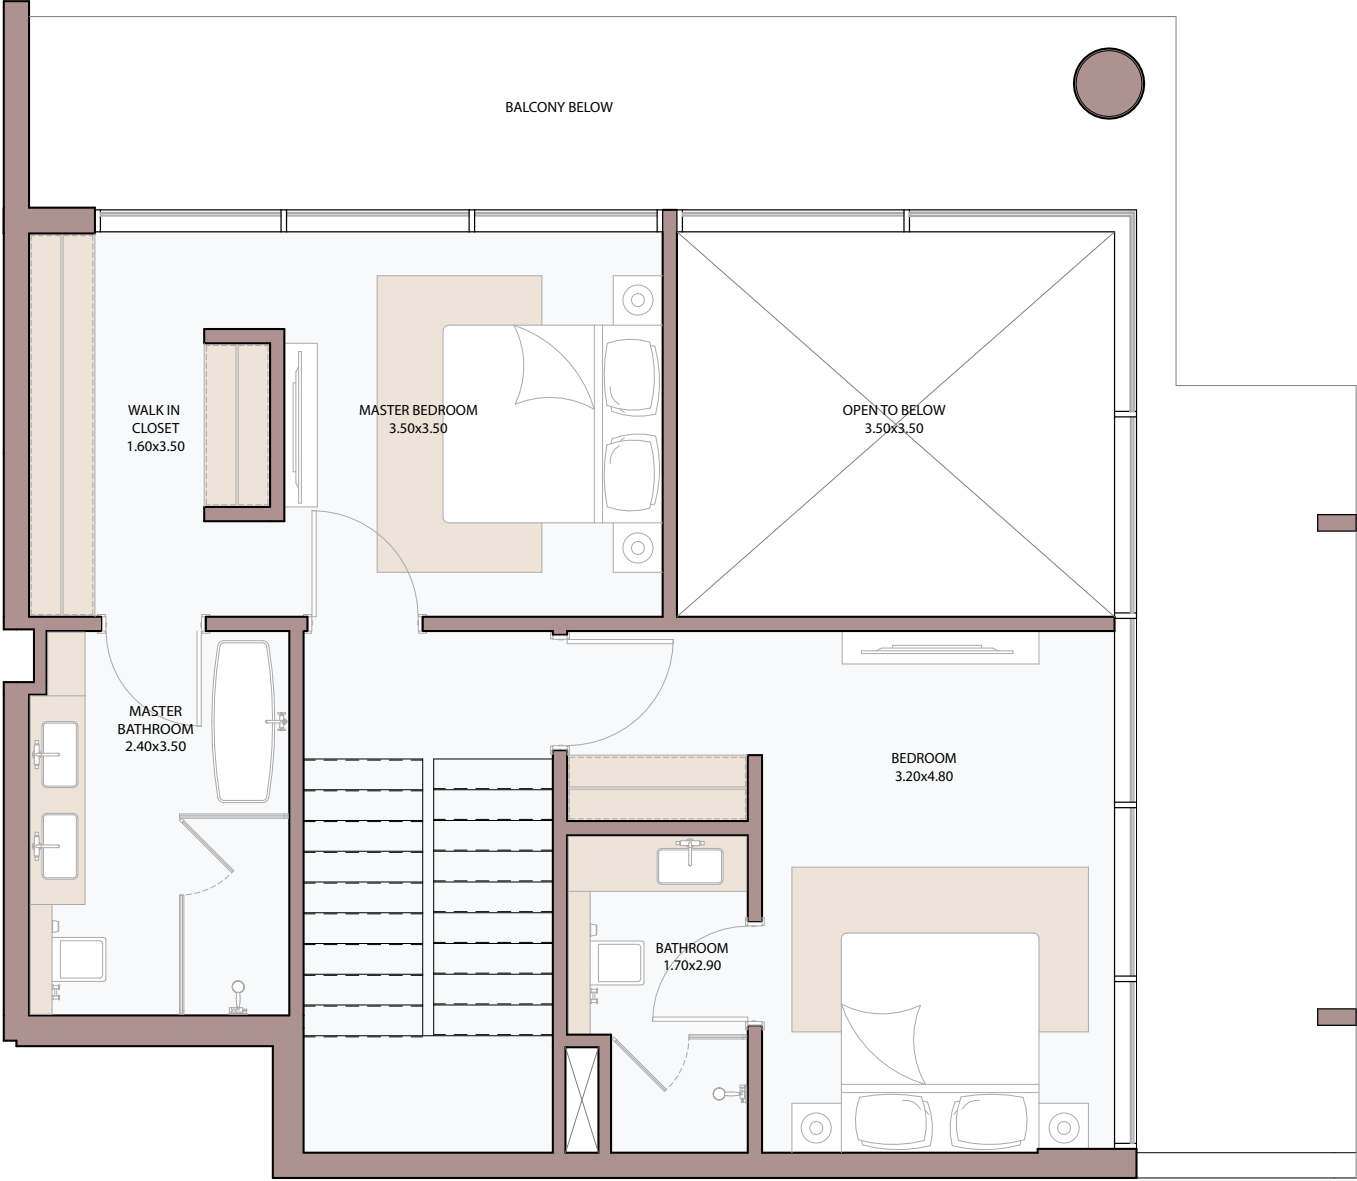 BALCONY BELOW
WALK IN
CLOSET
1.60x3.50
MASTER BEDROOM
3.50x3.50
OPEN TO BELOW
3.50x3.50
MASTER
BATHROOM
2.40x3.50
BEDROOM
3.20x4.80
BATHROOM
1.70x2.90